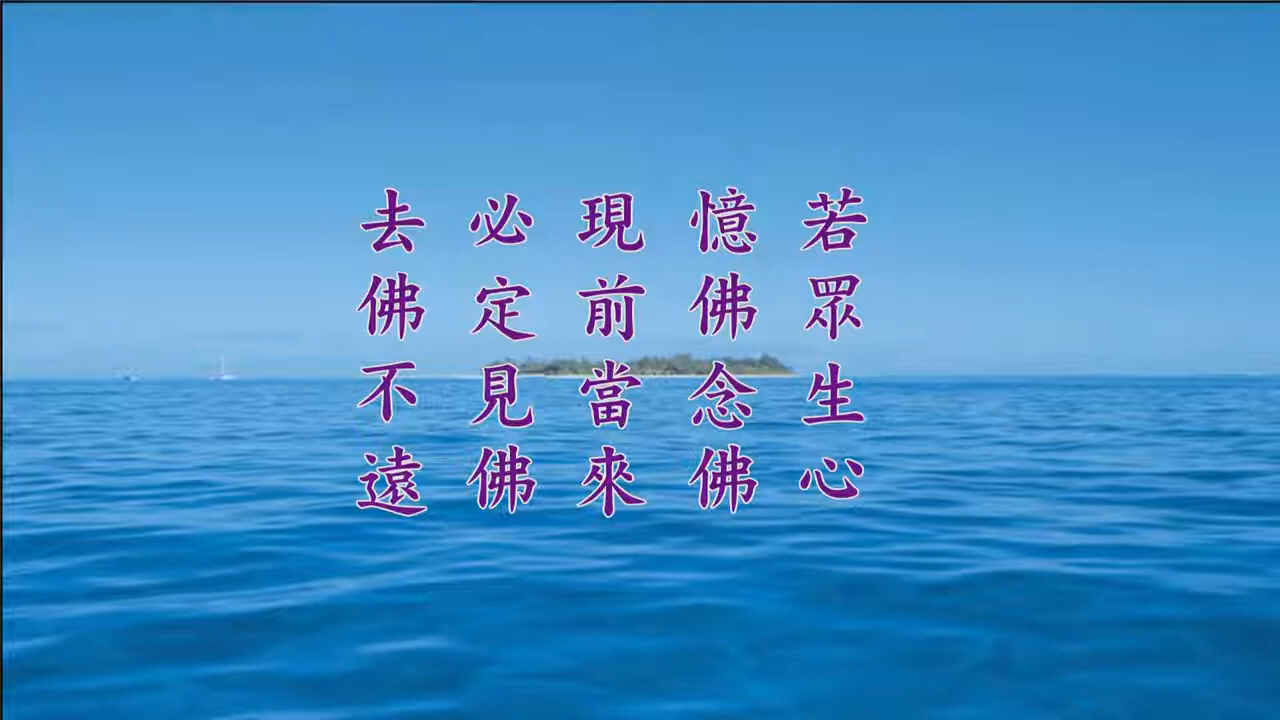 若眾生心
憶佛念佛
現前當來
必定見佛
去佛不遠